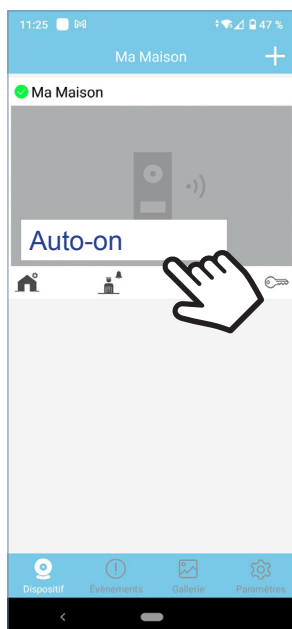 11:25 47 %
Ma Maison
Ma Maison
Auto-on
Dispositif Evènements Gallerie Paramètres